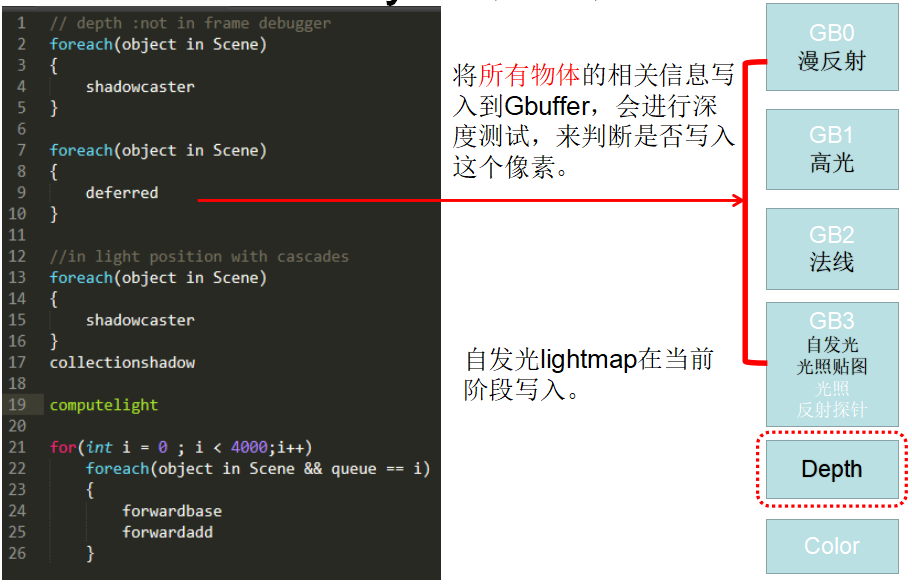 1 // depth :not in frame debugger
2 foreach(object in Scene)
3 {
4 shadowcaster
5 }
6
7 foreach(object in Scene)
8 {
9 deferred
10 }
11
12 //in light position with cascades
13 foreach(object in Scene)
14 {
15 shadowcaster
16 }
17 collectionshadow
18
19 computelight
20
21 for(int i = 0 ; i < 4000;i++)
22 foreach(object in Scene && queue == i)
23 {
24 forwardbase
25 forwardadd
26 }
将所有物体的相关信息写
入到Gbuffer，会进行深
度测试，来判断是否写入
这个像素。
自发光lightmap在当前
阶段写入。
GB0
漫反射
GB1
高光
GB2
法线
GB3
自发光
光照贴图
光照
反射探针
Depth
Color